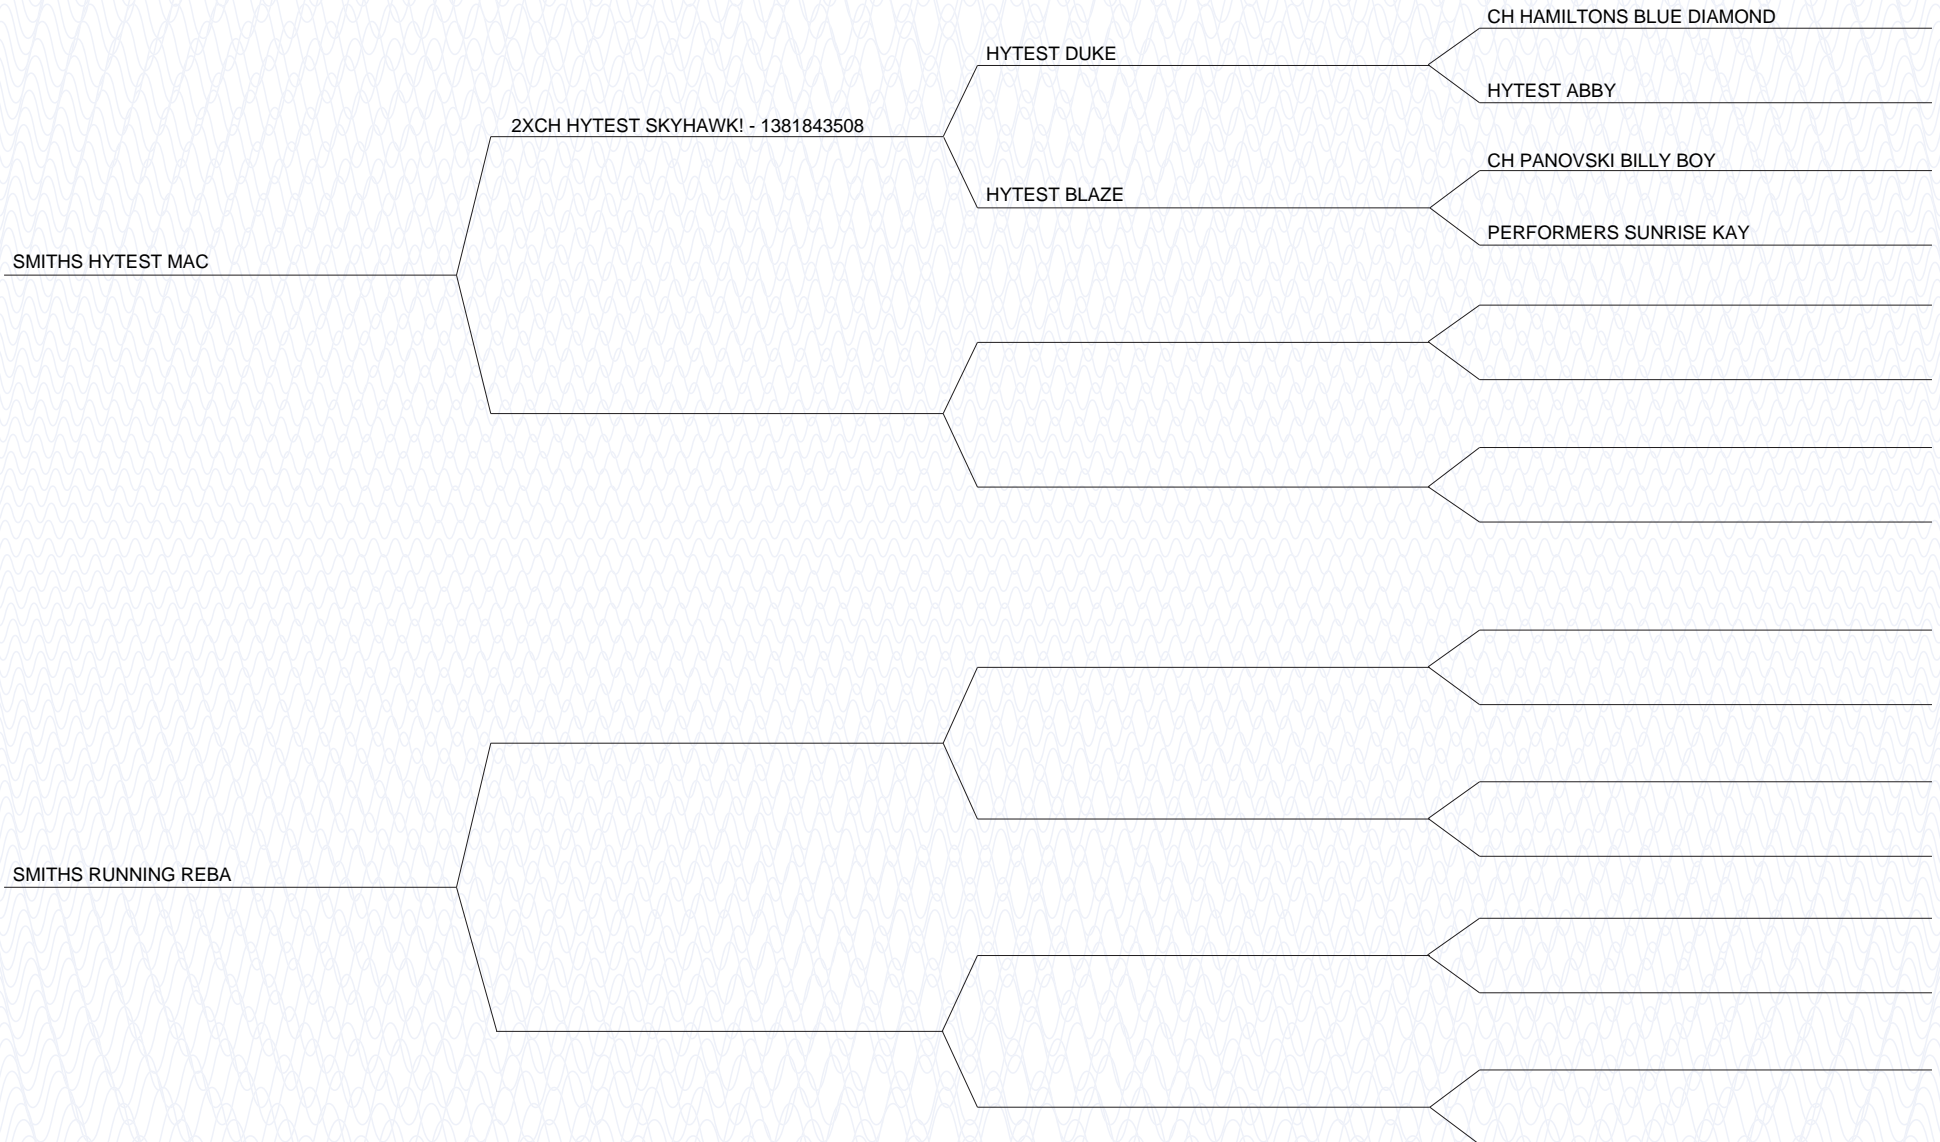 CH HAMILTONS BLUE DIAMOND
HYTEST DUKE
HYTEST ABBY
2XCH HYTEST SKYHAWK! - 1381843508
CH PANOVSKI BILLY BOY
HYTEST BLAZE
PERFORMERS SUNRISE KAY
SMITHS HYTEST MAC
SMITHS RUNNING REBA